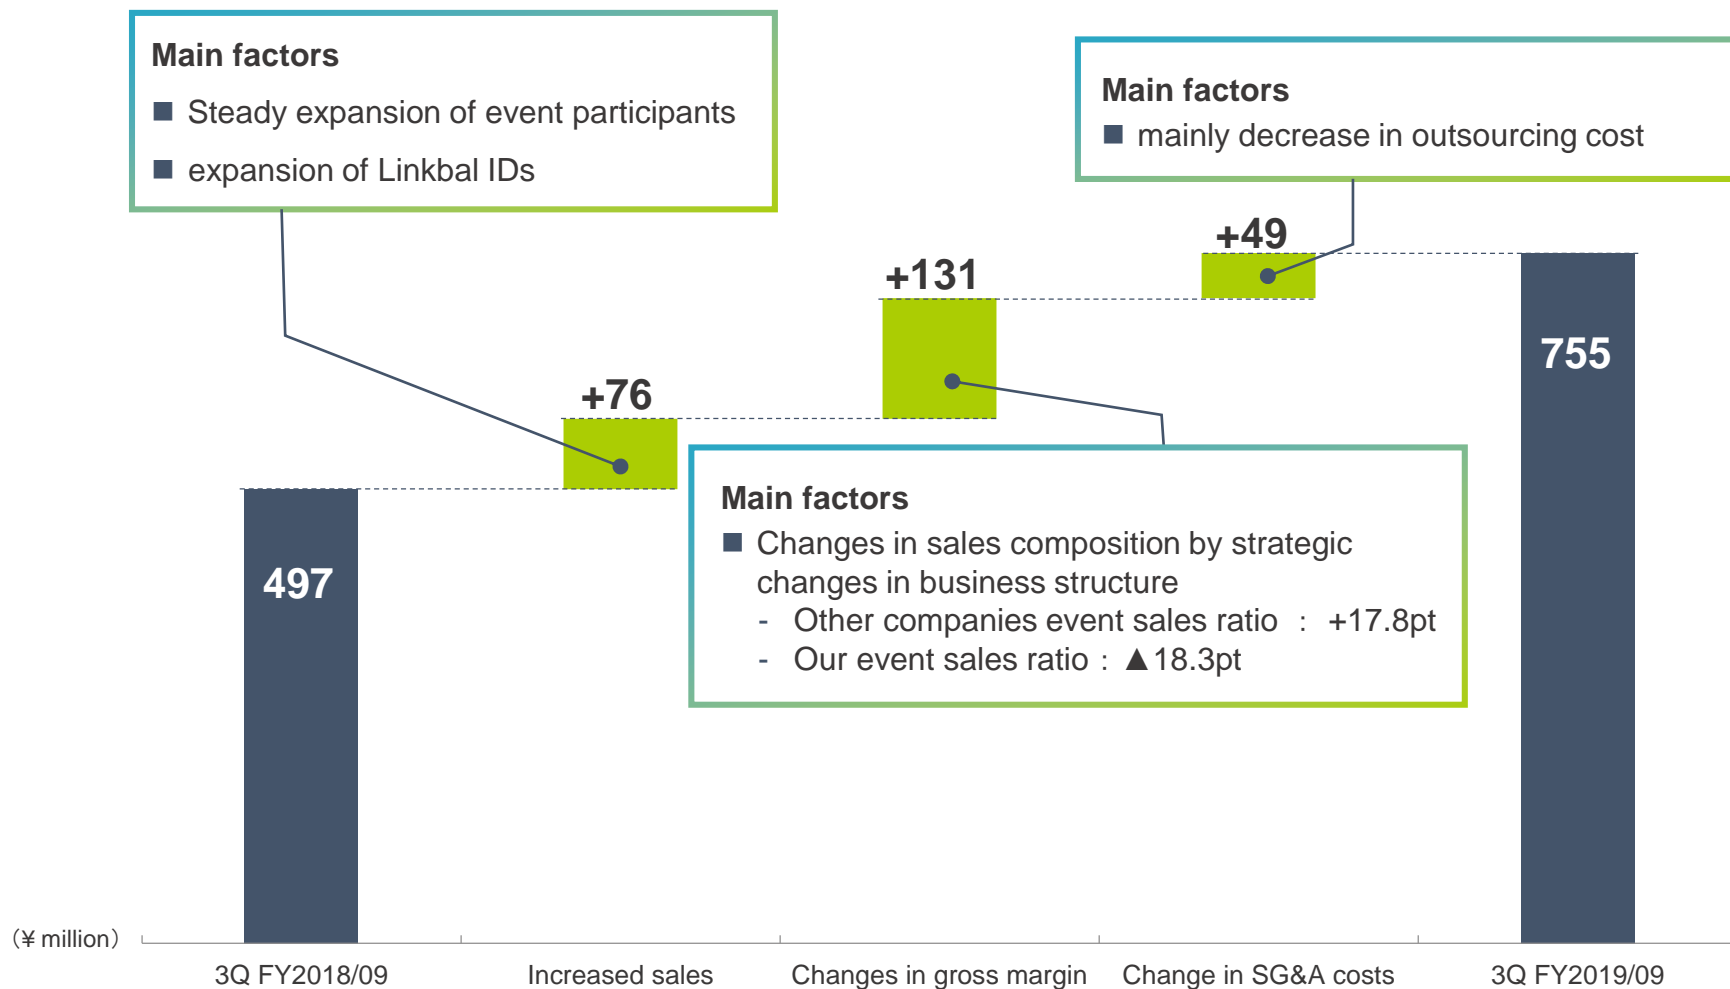 Main factors
■ Steady expansion of event participants
■ expansion of Linkbal IDs
Main factors
■ mainly decrease in outsourcing cost
+49
+131
+76
755
497
Main factors
■ Changes in sales composition by strategic
changes in business structure
- Other companies event sales ratio : +17.8pt
- Our event sales ratio : ▲18.3pt
(¥ million)
3Q FY2018/09
Increased sales
Changes in gross margin
Change in SG&A costs
3Q FY2019/09